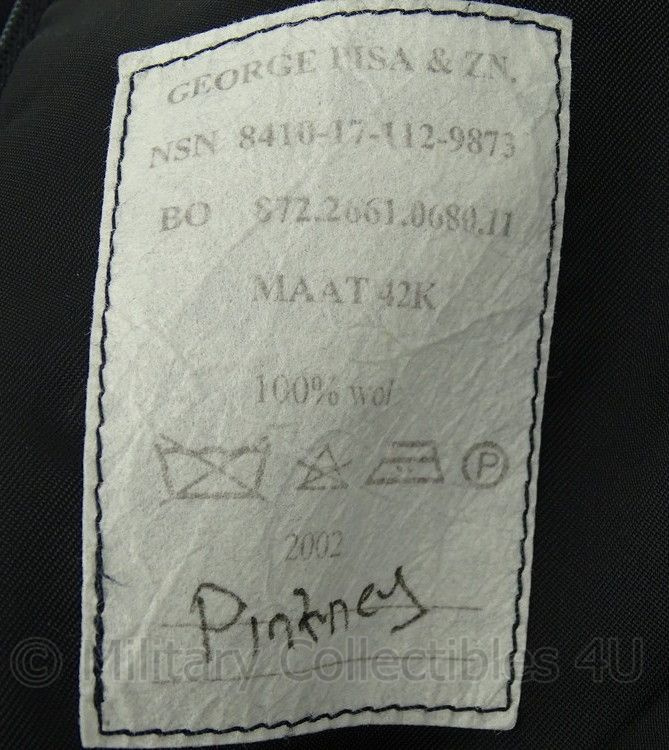 GEORGE PISA & ZN.
NSN 8410-17-112-9873
BO 872.2661.0680.11
MAAT 42K
100% wol
P
2002
Pinkney
© Military Collectibles 4U